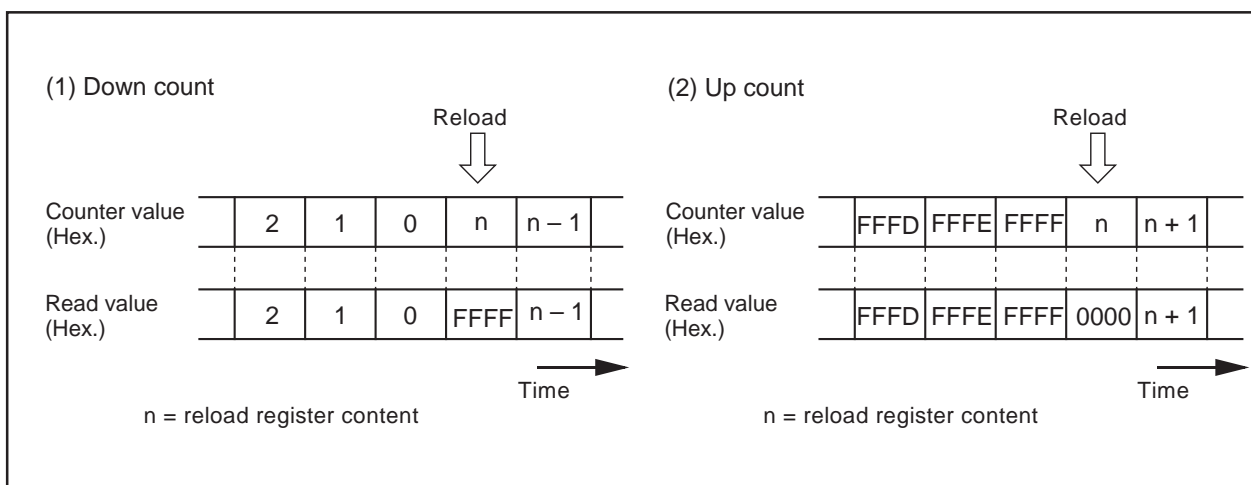 (1) Down count
Reload
Counter value
(Hex.)
2 1 0 n n – 1
Read value
(Hex.)
2 1 0 FFFF n – 1
Time
n = reload register content
(2) Up count
Reload
Counter value
(Hex.)
FFFD FFFE FFFF n n + 1
Read value
(Hex.)
FFFD FFFE FFFF 0000 n + 1
Time
n = reload register content